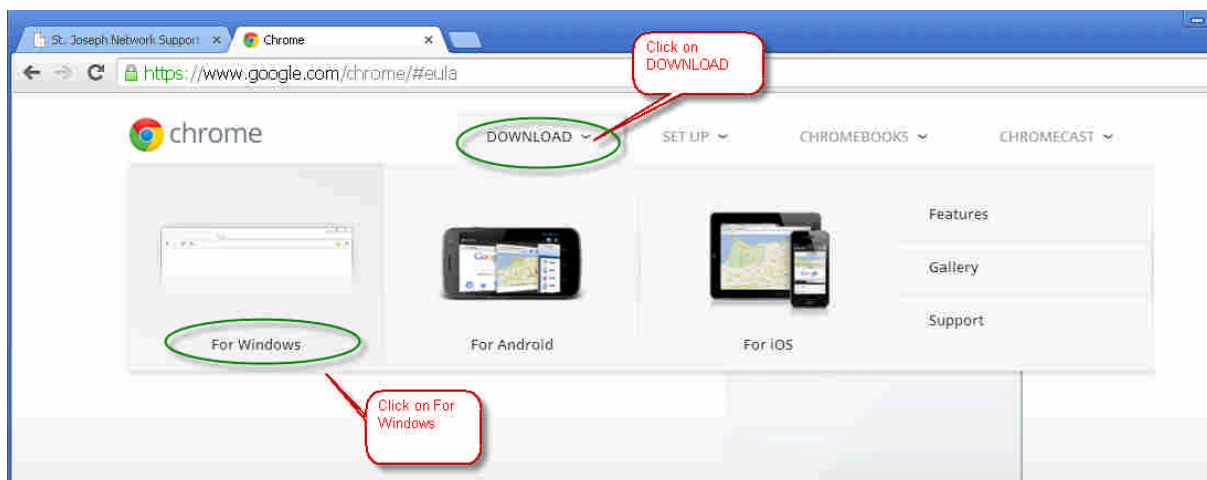 St. Joseph Network Support
Chrome
https://www.google.com/chrome/#eula
Click on
DOWNLOAD
chrome
DOWNLOAD
SET UP
CHROMEBOOKS
CHROMECAST
Features
Gallery
Support
For Windows
For Android
For iOS
Click on For
Windows